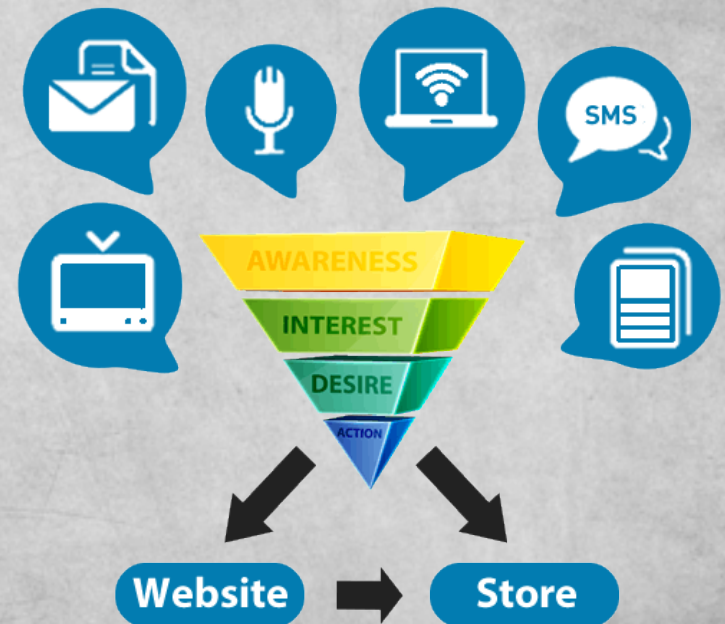 SMS
AWARENESS
INTEREST
DESIRE
ACTION
Website
Store